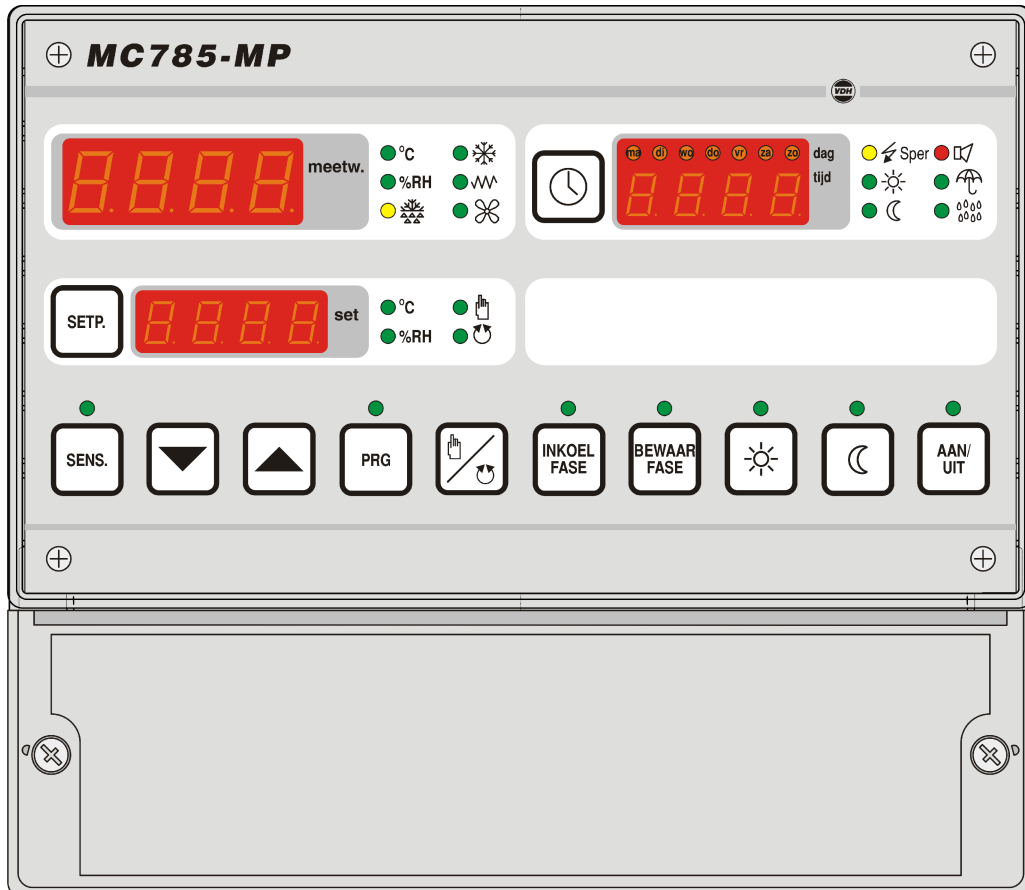 MC785-MP
VDH
meetw.
°C
%RH
ma di wo do vr za zo
dag
tijd
Sper
SETP.
set
°C
%RH
SENS.
PRG
INKOEL
FASE
BEWAAR
FASE
AAN/
UIT